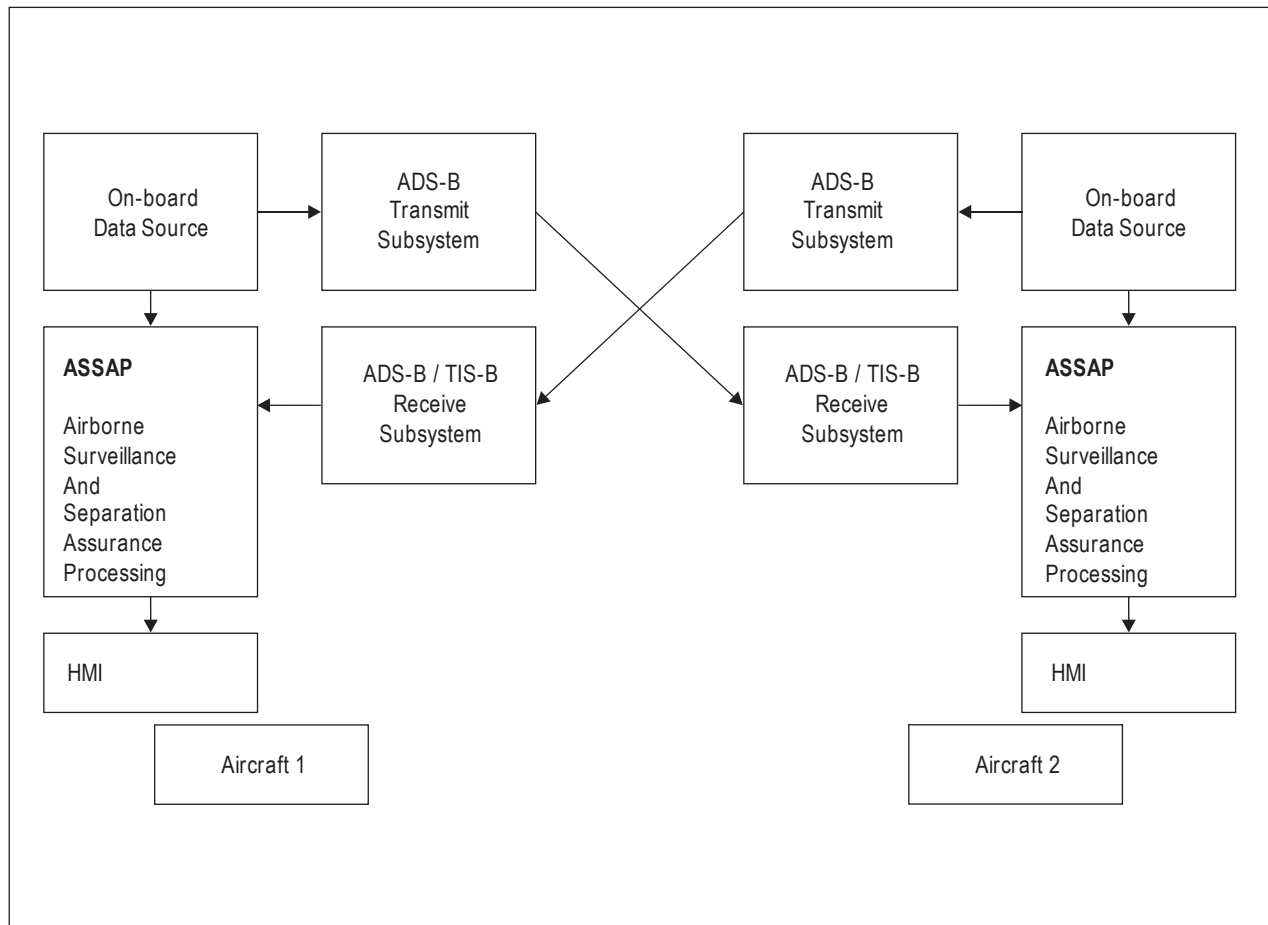 On-board
Data Source
ADS-B
Transmit
Subsystem
ADS-B
Transmit
Subsystem
On-board
Data Source
ASSAP
Airborne
Surveillance
And
Separation
Assurance
Processing
ADS-B / TIS-B
Receive
Subsystem
ADS-B / TIS-B
Receive
Subsystem
ASSAP
Airborne
Surveillance
And
Separation
Assurance
Processing
HMI
HMI
Aircraft 1
Aircraft 2